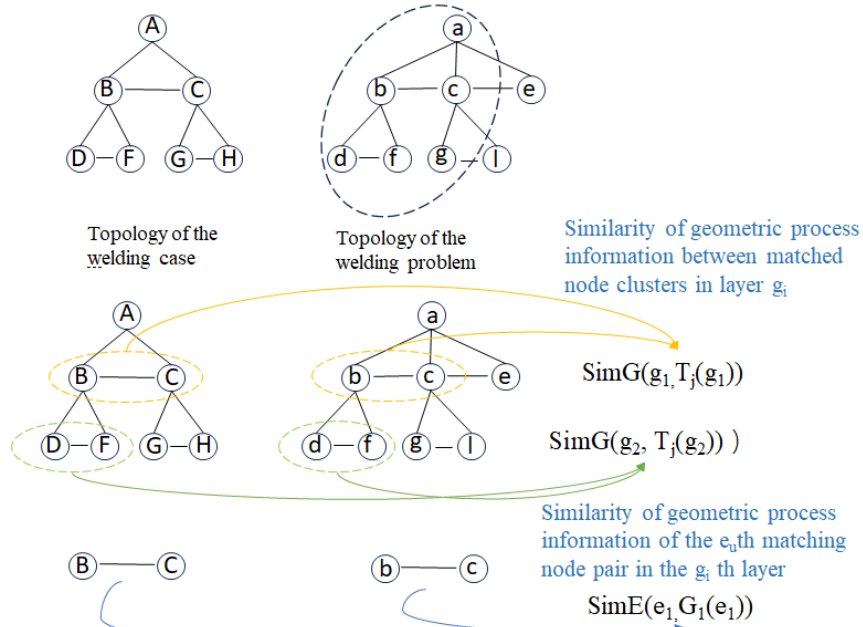 A
a
B
C
b
c
e
D
F
G
H
d
f
g
l
Topology of the
welding case
Topology of the
welding problem
Similarity of geometric process
information between matched
node clusters in layer gi
A
a
B
C
b
c
e
SimG(g1,Tj(g1))
D
F
G
H
d
f
g
l
SimG(g2, Tj(g2)) )
Similarity of geometric process
information of the euth matching
node pair in the gi th layer
B
C
b
c
SimE(e1,G1(e1))